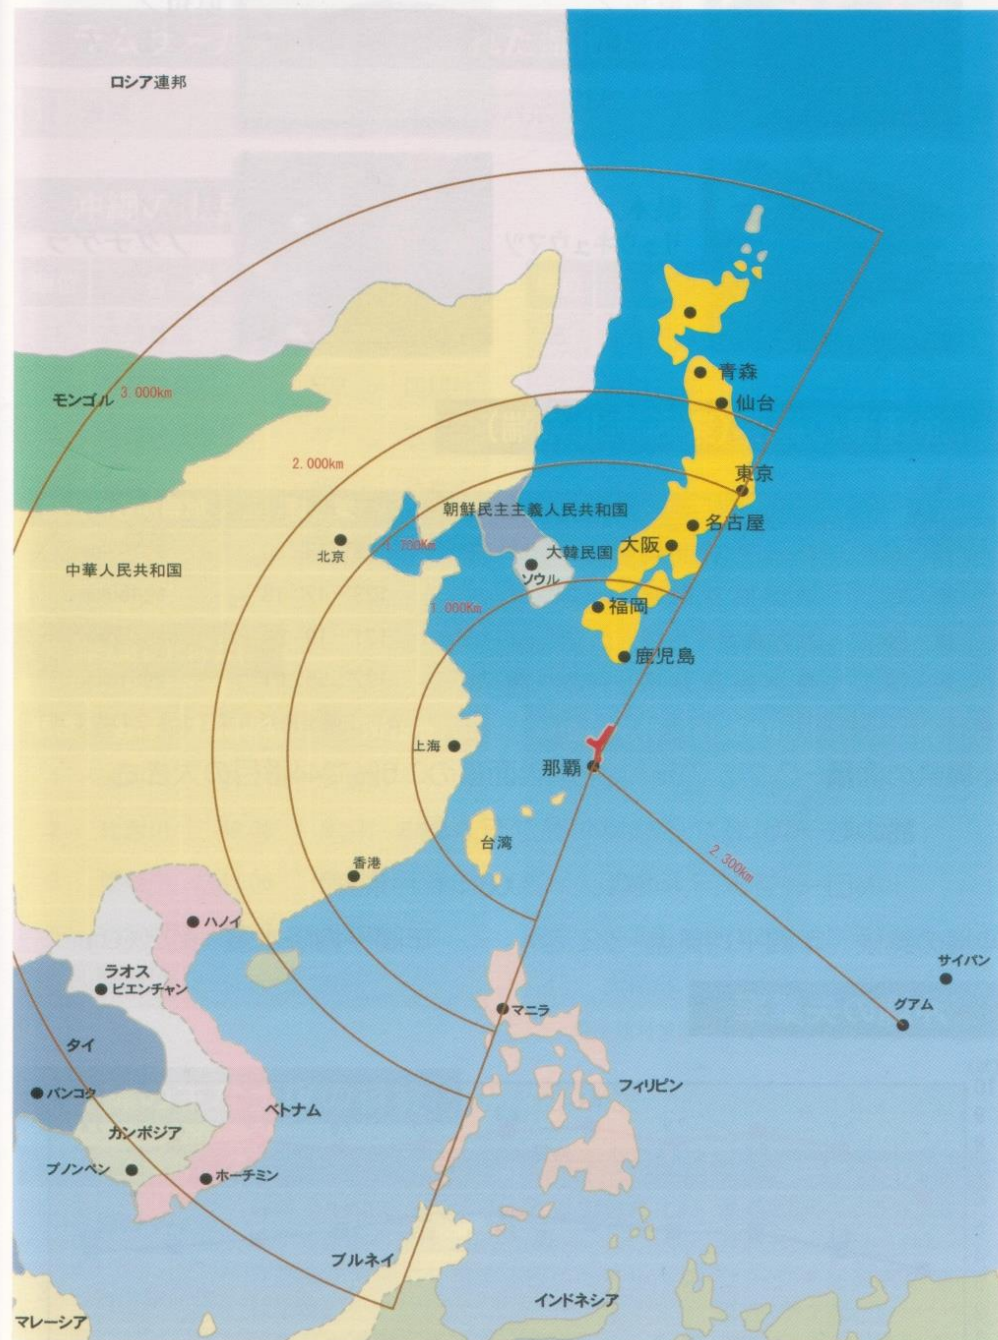 ロシア連邦
モンゴル
3.000km
2.000km
青森
仙台
東京
朝鮮民主主義人民共和国
名古屋
北京
1.700Km
大韓民国
大阪
中華人民共和国
ソウル
1.000Km
福岡
鹿児島
上海
那覇
台湾
2.300km
香港
ハノイ
サイパン
ラオス
ビエンチャン
グアム
マニラ
タイ
フィリピン
バンコク
ベトナム
カンボジア
プノンペン
ホーチミン
ブルネイ
インドネシア
マレーシア